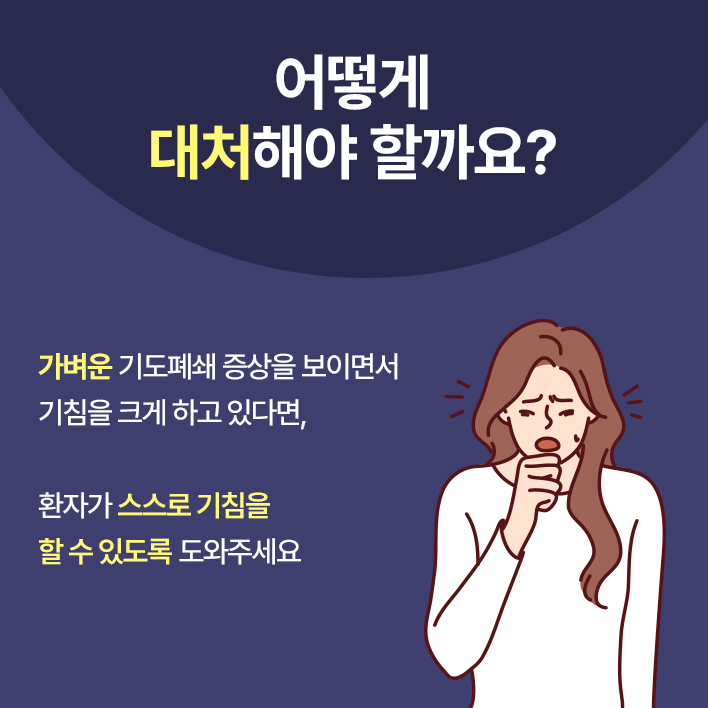 어떻게
대처해야 할까요?
가벼운 기도폐쇄 증상을 보이면서
기침을 크게 하고 있다면,
환자가 스스로 기침을
할 수 있도록 도와주세요